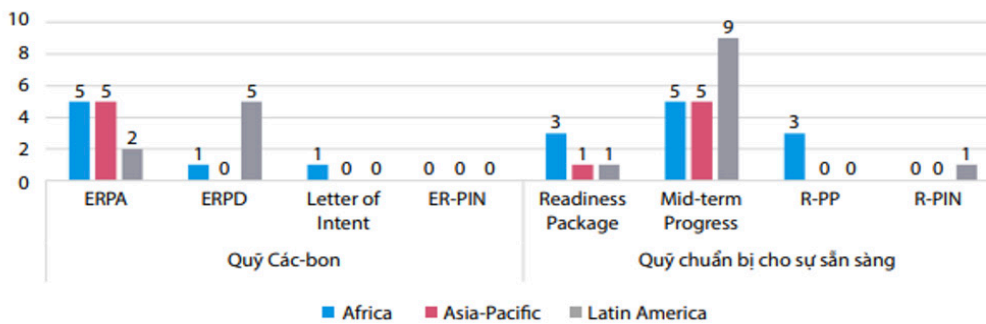 10
8
6
4
2
0
5 5 2
1 0 5
1 0 0
0 0 0
3 1 1
5 5 9
3 0 0
0 0 1
ERPA ERPD Letter of Intent ER-PIN Readiness Package Mid-term Progress R-PP R-PIN
Quỹ Các-bon Quỹ chuẩn bị cho sự sẵn sàng
Africa Asia-Pacific Latin America